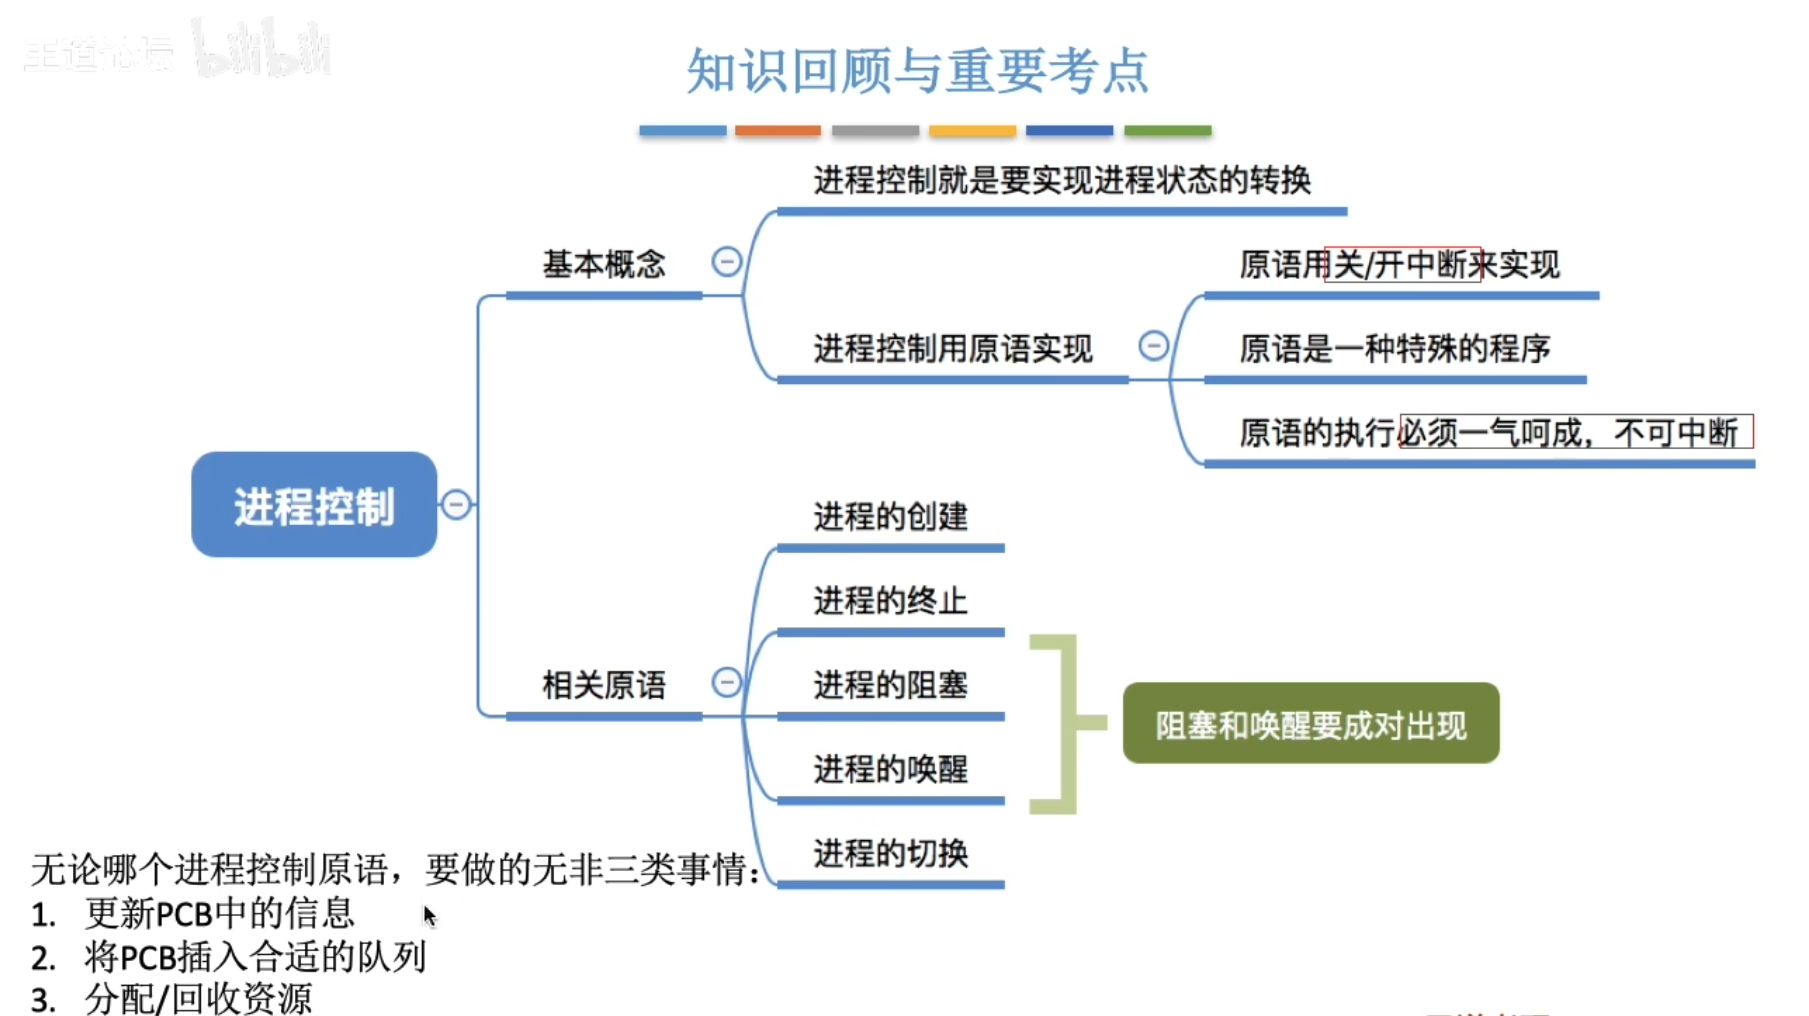 王道论坛 bilibili
知识回顾与重要考点
进程控制就是要实现进程状态的转换
基本概念
原语用关/开中断来实现
进程控制用原语实现
原语是一种特殊的程序
原语的执行必须一气呵成，不可中断
进程控制
进程的创建
进程的终止
相关原语
进程的阻塞
阻塞和唤醒要成对出现
进程的唤醒
进程的切换
无论哪个进程控制原语，要做的无非三类事情：
1. 更新PCB中的信息
2. 将PCB插入合适的队列
3. 分配/回收资源